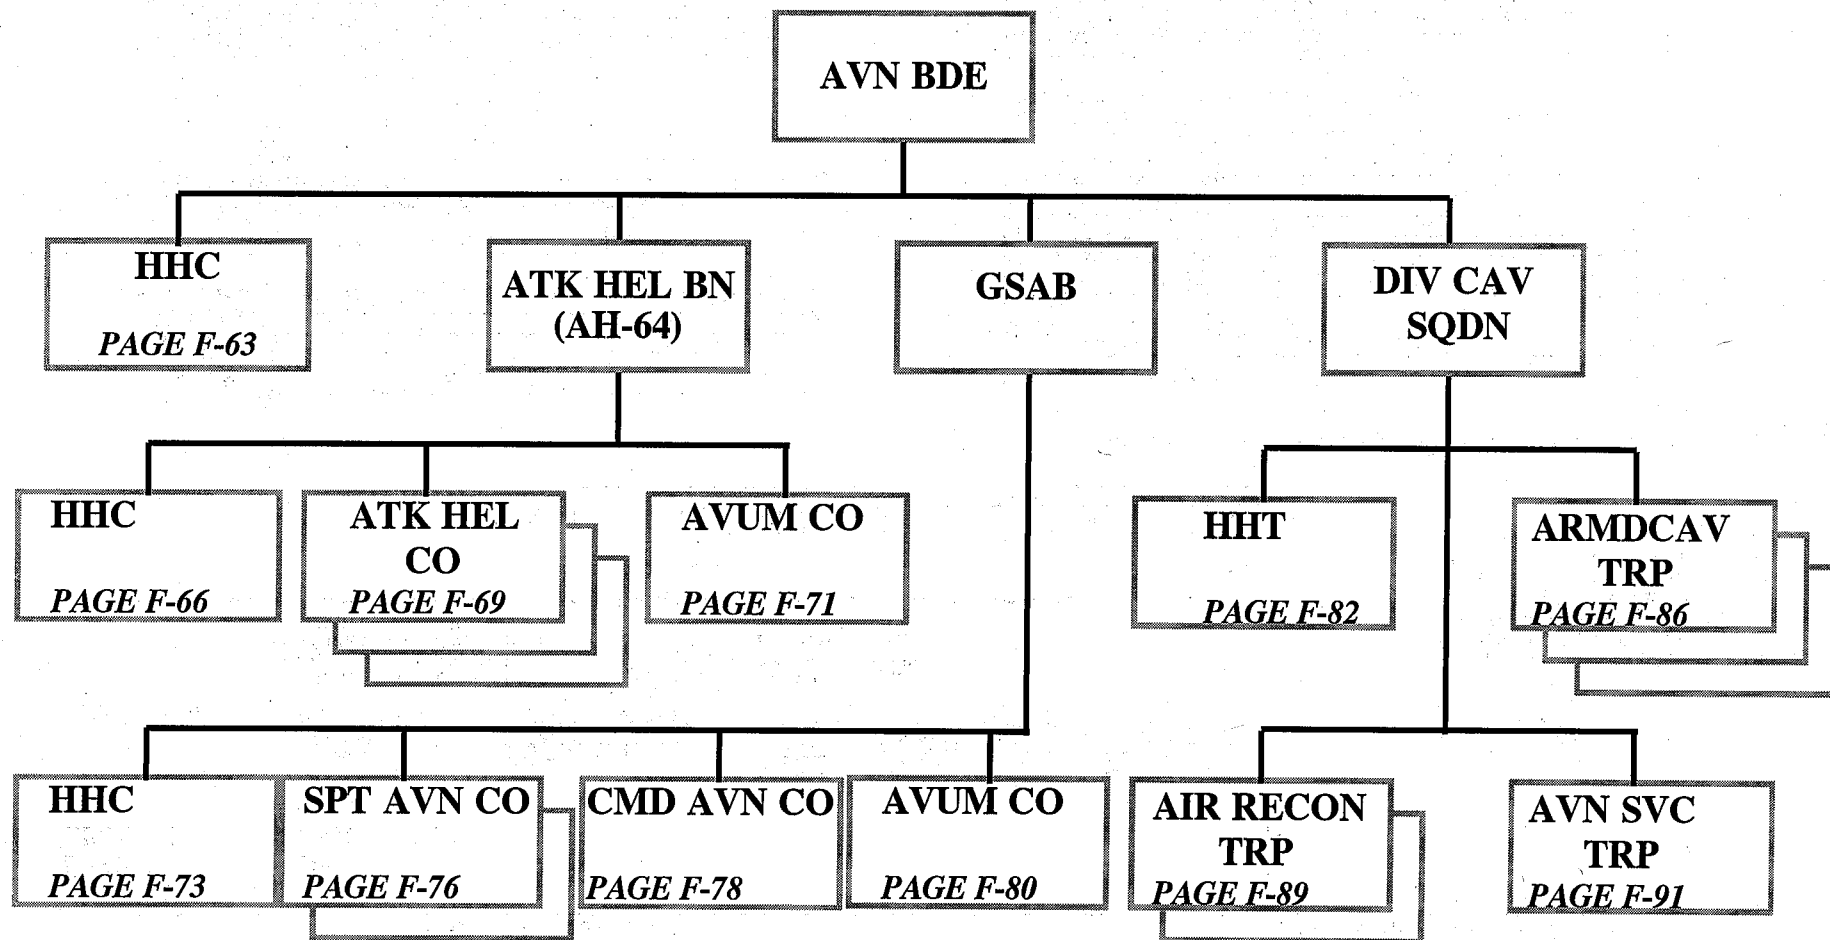 AVN BDE
HHC
PAGE F-63
ATK HEL BN
(AH-64)
GSAB
DIV CAV
SQDN
HHC
PAGE F-66
ATK HEL
CO
PAGE F-69
AVUM CO
PAGE F-71
HHT
PAGE F-82
ARMDCAV
TRP
PAGE F-86
HHC
PAGE F-73
SPT AVN CO
PAGE F-76
CMD AVN CO
PAGE F-78
AVUM CO
PAGE F-80
AIR RECON
TRP
PAGE F-89
AVN SVC
TRP
PAGE F-91